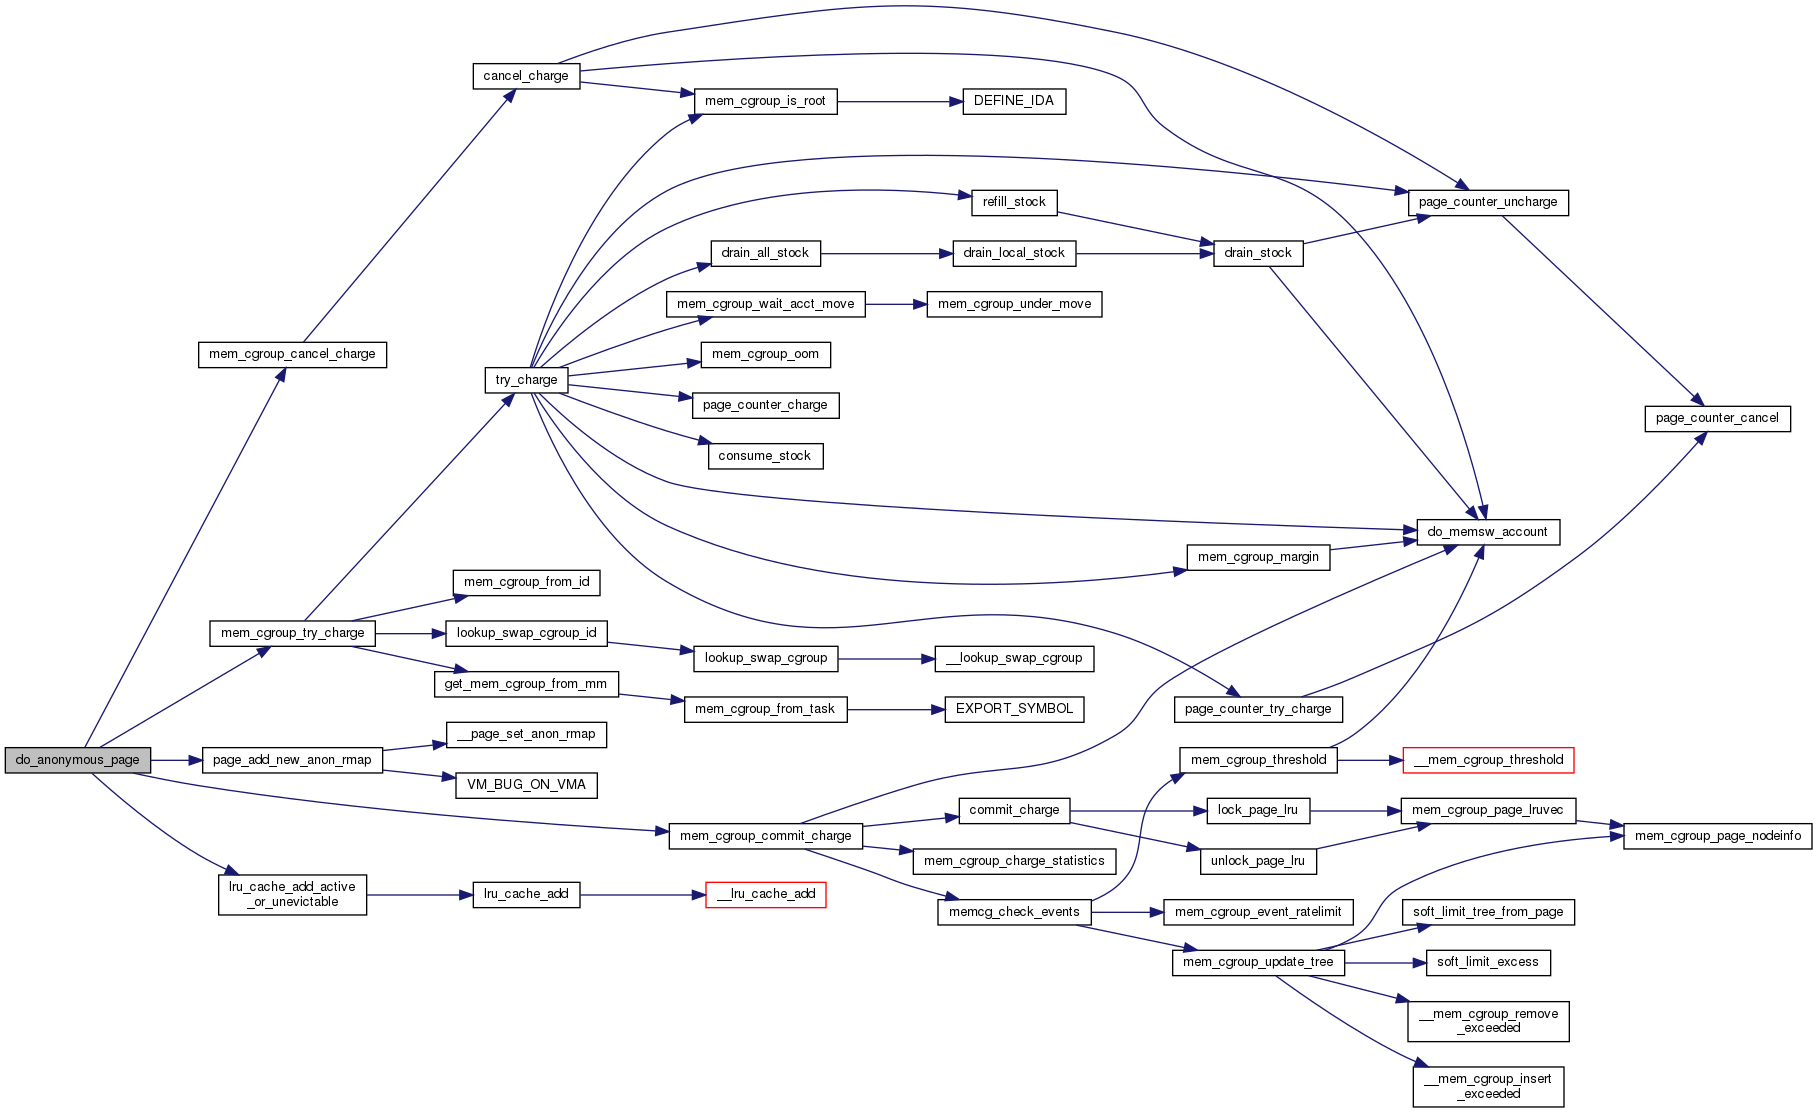 cancel_charge
mem_cgroup_is_root
DEFINE_IDA
refill_stock
page_counter_uncharge
drain_all_stock
drain_local_stock
drain_stock
mem_cgroup_wait_acct_move
mem_cgroup_under_move
mem_cgroup_cancel_charge
mem_cgroup_oom
try_charge
page_counter_charge
page_counter_cancel
consume_stock
do_memsw_account
mem_cgroup_margin
mem_cgroup_from_id
mem_cgroup_try_charge
lookup_swap_cgroup_id
lookup_swap_cgroup
__lookup_swap_cgroup
get_mem_cgroup_from_mm
mem_cgroup_from_task
EXPORT_SYMBOL
page_counter_try_charge
__page_set_anon_rmap
do_anonymous_page
page_add_new_anon_rmap
mem_cgroup_threshold
__mem_cgroup_threshold
VM_BUG_ON_VMA
commit_charge
lock_page_lru
mem_cgroup_page_lruvec
mem_cgroup_commit_charge
mem_cgroup_page_nodeinfo
mem_cgroup_charge_statistics
unlock_page_lru
lru_cache_add_active
_or_unevictable
lru_cache_add
__lru_cache_add
memcg_check_events
mem_cgroup_event_ratelimit
soft_limit_tree_from_page
mem_cgroup_update_tree
soft_limit_excess
__mem_cgroup_remove
_exceeded
__mem_cgroup_insert
_exceeded